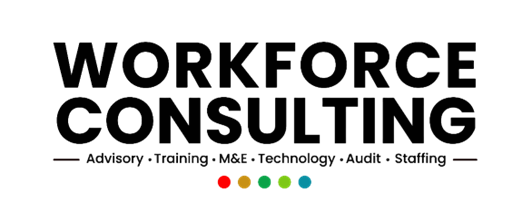 WORKFORCE
CONSULTING
Advisory • Training • M&E • Technology • Audit • Staffing